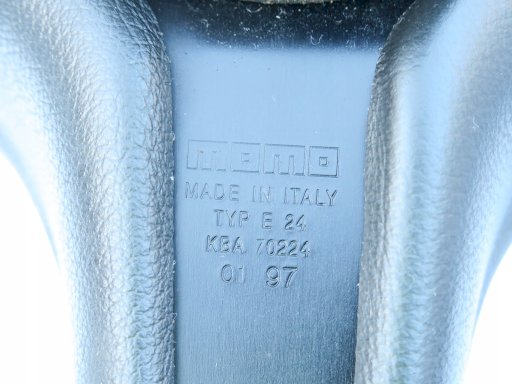 momo
MADE IN ITALY
TYP E 24
KBA 70224
01 97